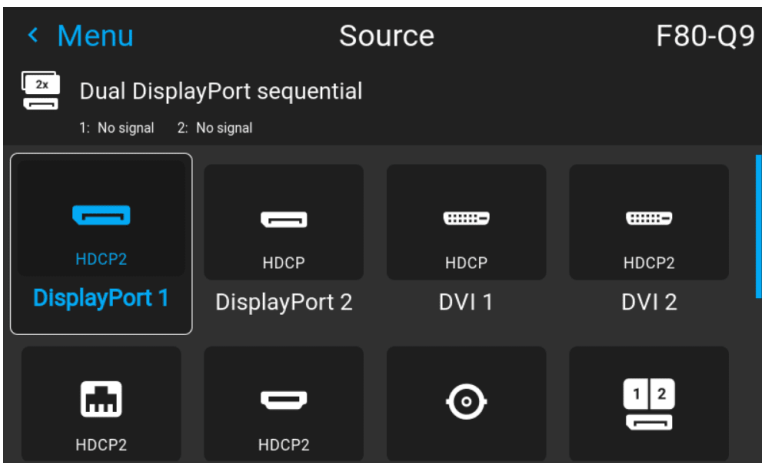 Menu
Source
F80-Q9
2x
Dual DisplayPort sequential
1: No signal 2: No signal
HDCP2
HDCP
HDCP
HDCP2
DisplayPort 1
DisplayPort 2
DVI 1
DVI 2
1 2
HDCP2
HDCP2